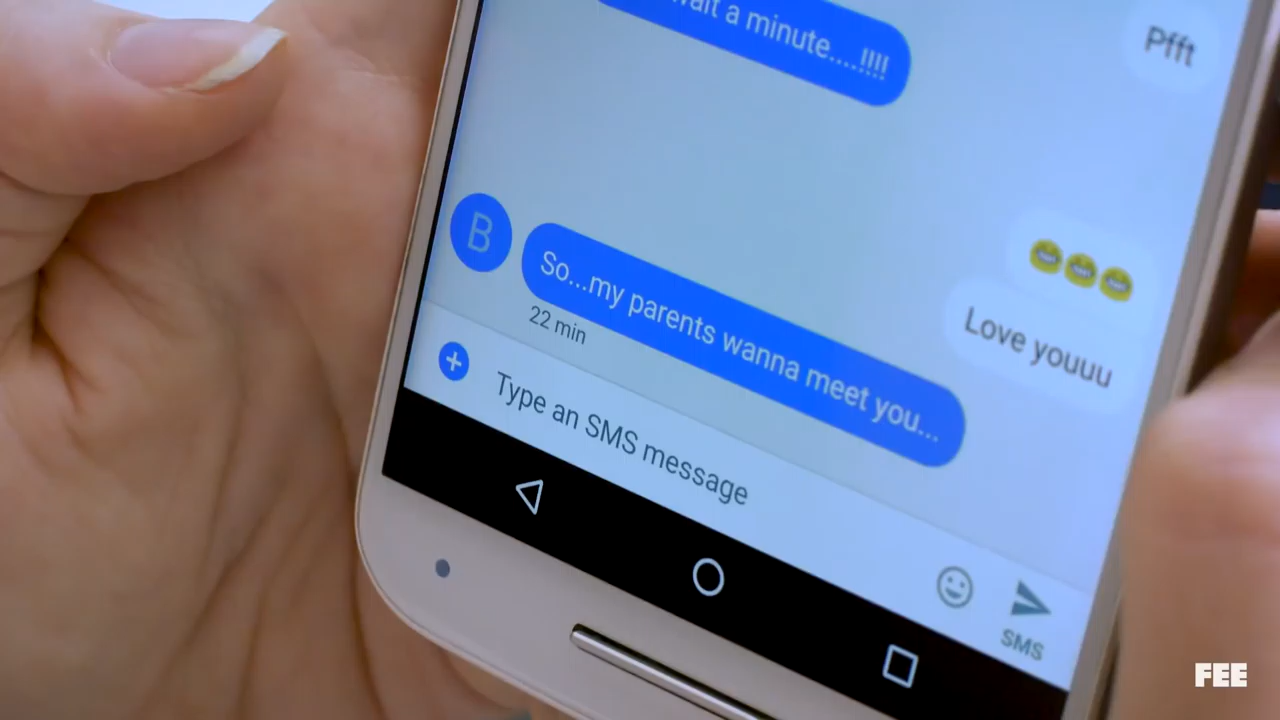 wait a minute....!!!!
Pfft
Love youuu
B
So...my parents wanna meet you...
22 min
Type an SMS message
SMS
FEE